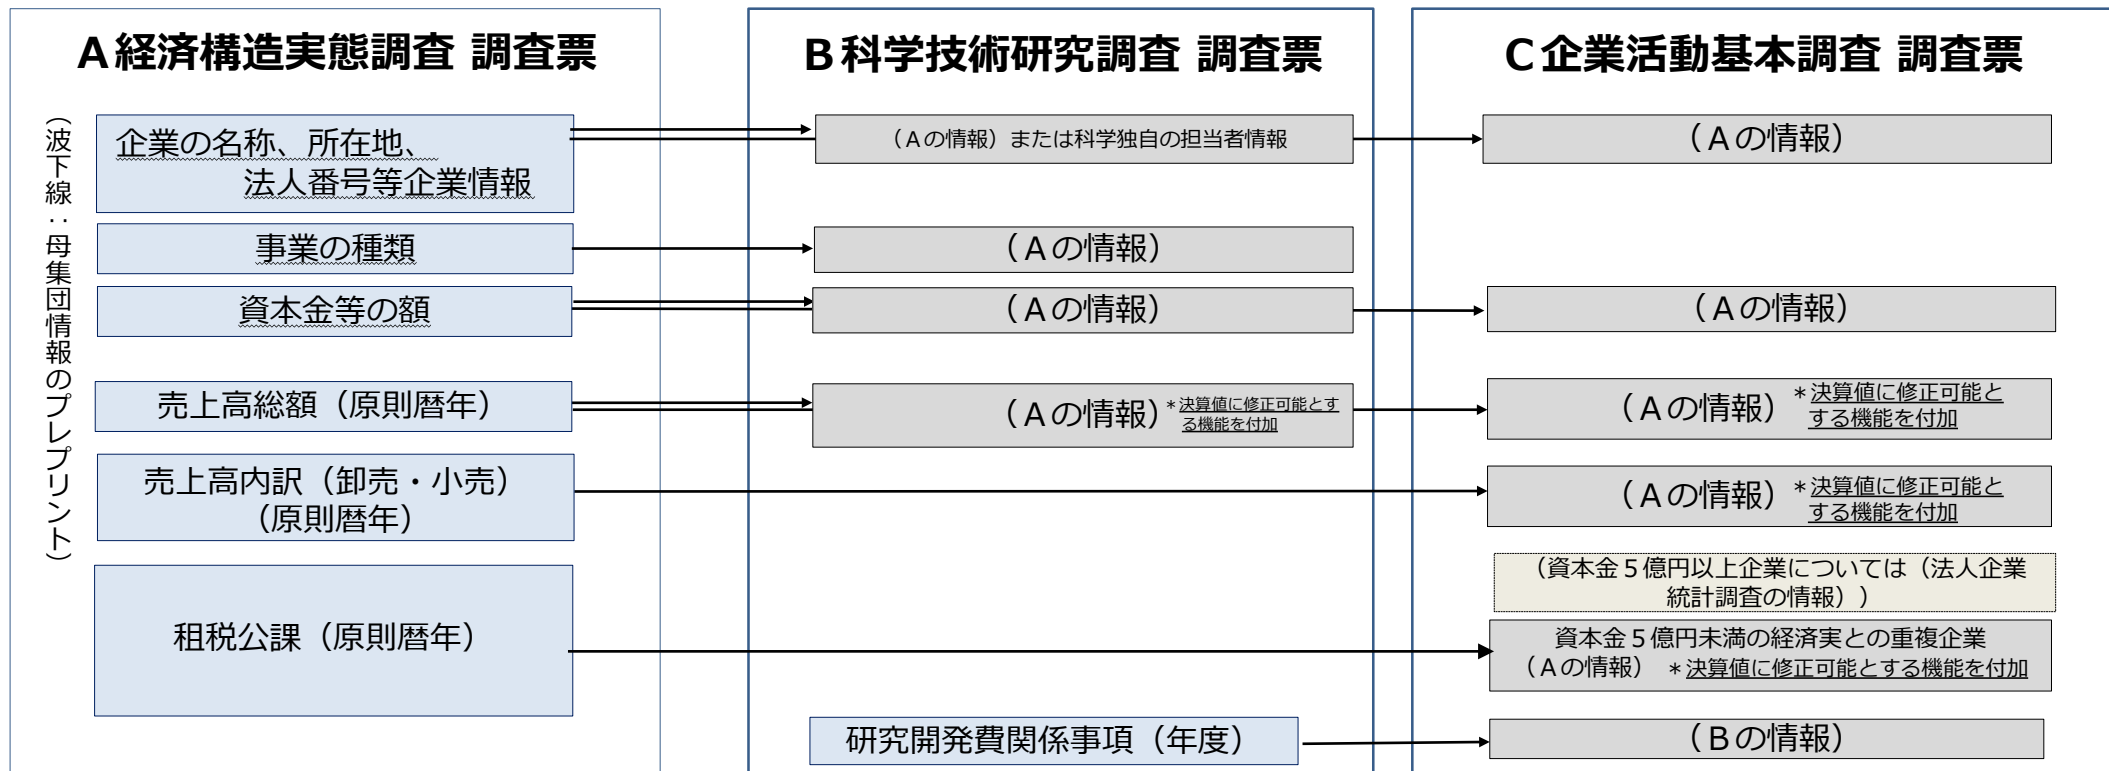 A経済構造実態調査 調査票
(波下線:母集団情報のプレプリント)
企業の名称、所在地、
法人番号等企業情報
事業の種類
資本金等の額
売上高総額(原則暦年)
売上高内訳(卸売・小売)
(原則暦年)
租税公課(原則暦年)
B科学技術研究調査 調査票
(Aの情報)または科学独自の担当者情報
(Aの情報)
(Aの情報)
(Aの情報)*決算値に修正可能とす
る機能を付加
研究開発費関係事項(年度)
C企業活動基本調査 調査票
(Aの情報)
(Aの情報)
(Aの情報)*決算値に修正可能と
する機能を付加
(Aの情報)*決算値に修正可能と
する機能を付加
(資本金5億円以上企業については(法人企業
統計調査の情報))
資本金5億円未満の経済実との重複企業
(Aの情報) *決算値に修正可能とする機能を付加
(Bの情報)